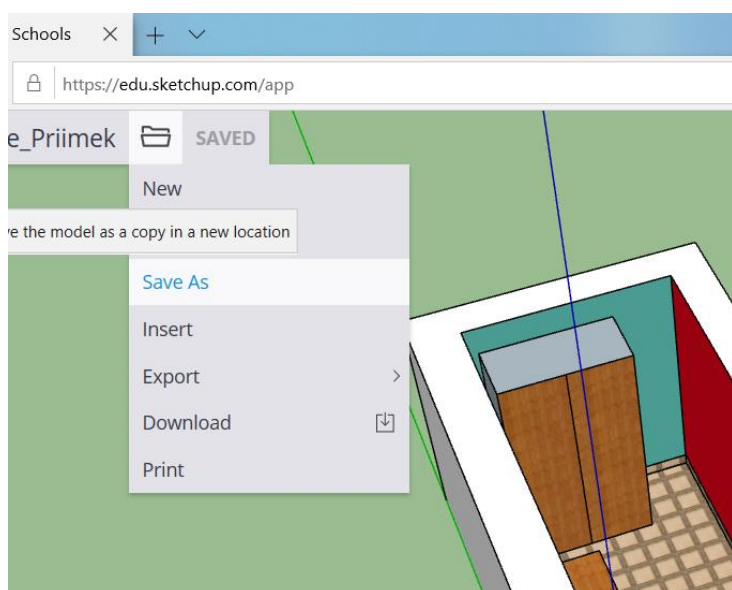 Schools
https://edu.sketchup.com/app
e_Priimek SAVED
New
ve the model as a copy in a new location
Save As
Insert
Export
Download
Print